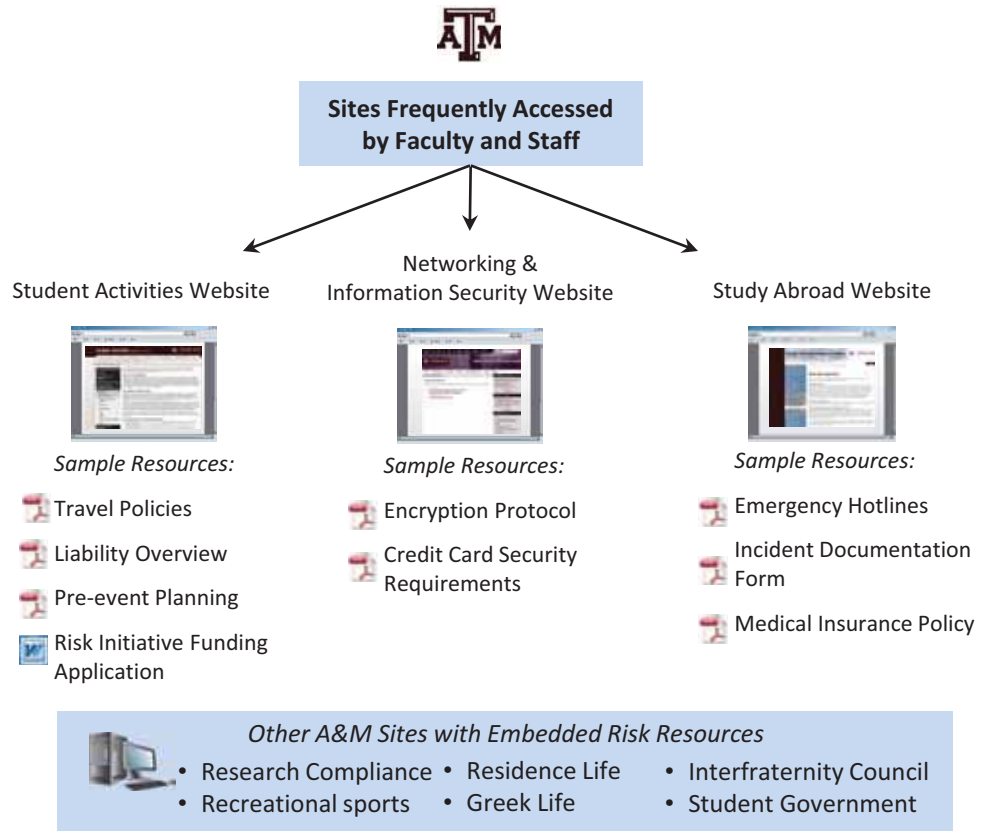 ATM
Sites Frequently Accessed
by Faculty and Staff
Student Activities Website
Networking &
Information Security Website
Study Abroad Website
Sample Resources:
Travel Policies
Liability Overview
Pre-event Planning
Risk Initiative Funding
Application
Sample Resources:
Encryption Protocol
Credit Card Security
Requirements
Sample Resources:
Emergency Hotlines
Incident Documentation
Form
Medical Insurance Policy
Other A&M Sites with Embedded Risk Resources
• Research Compliance
• Recreational sports
• Residence Life
• Greek Life
• Interfraternity Council
• Student Government